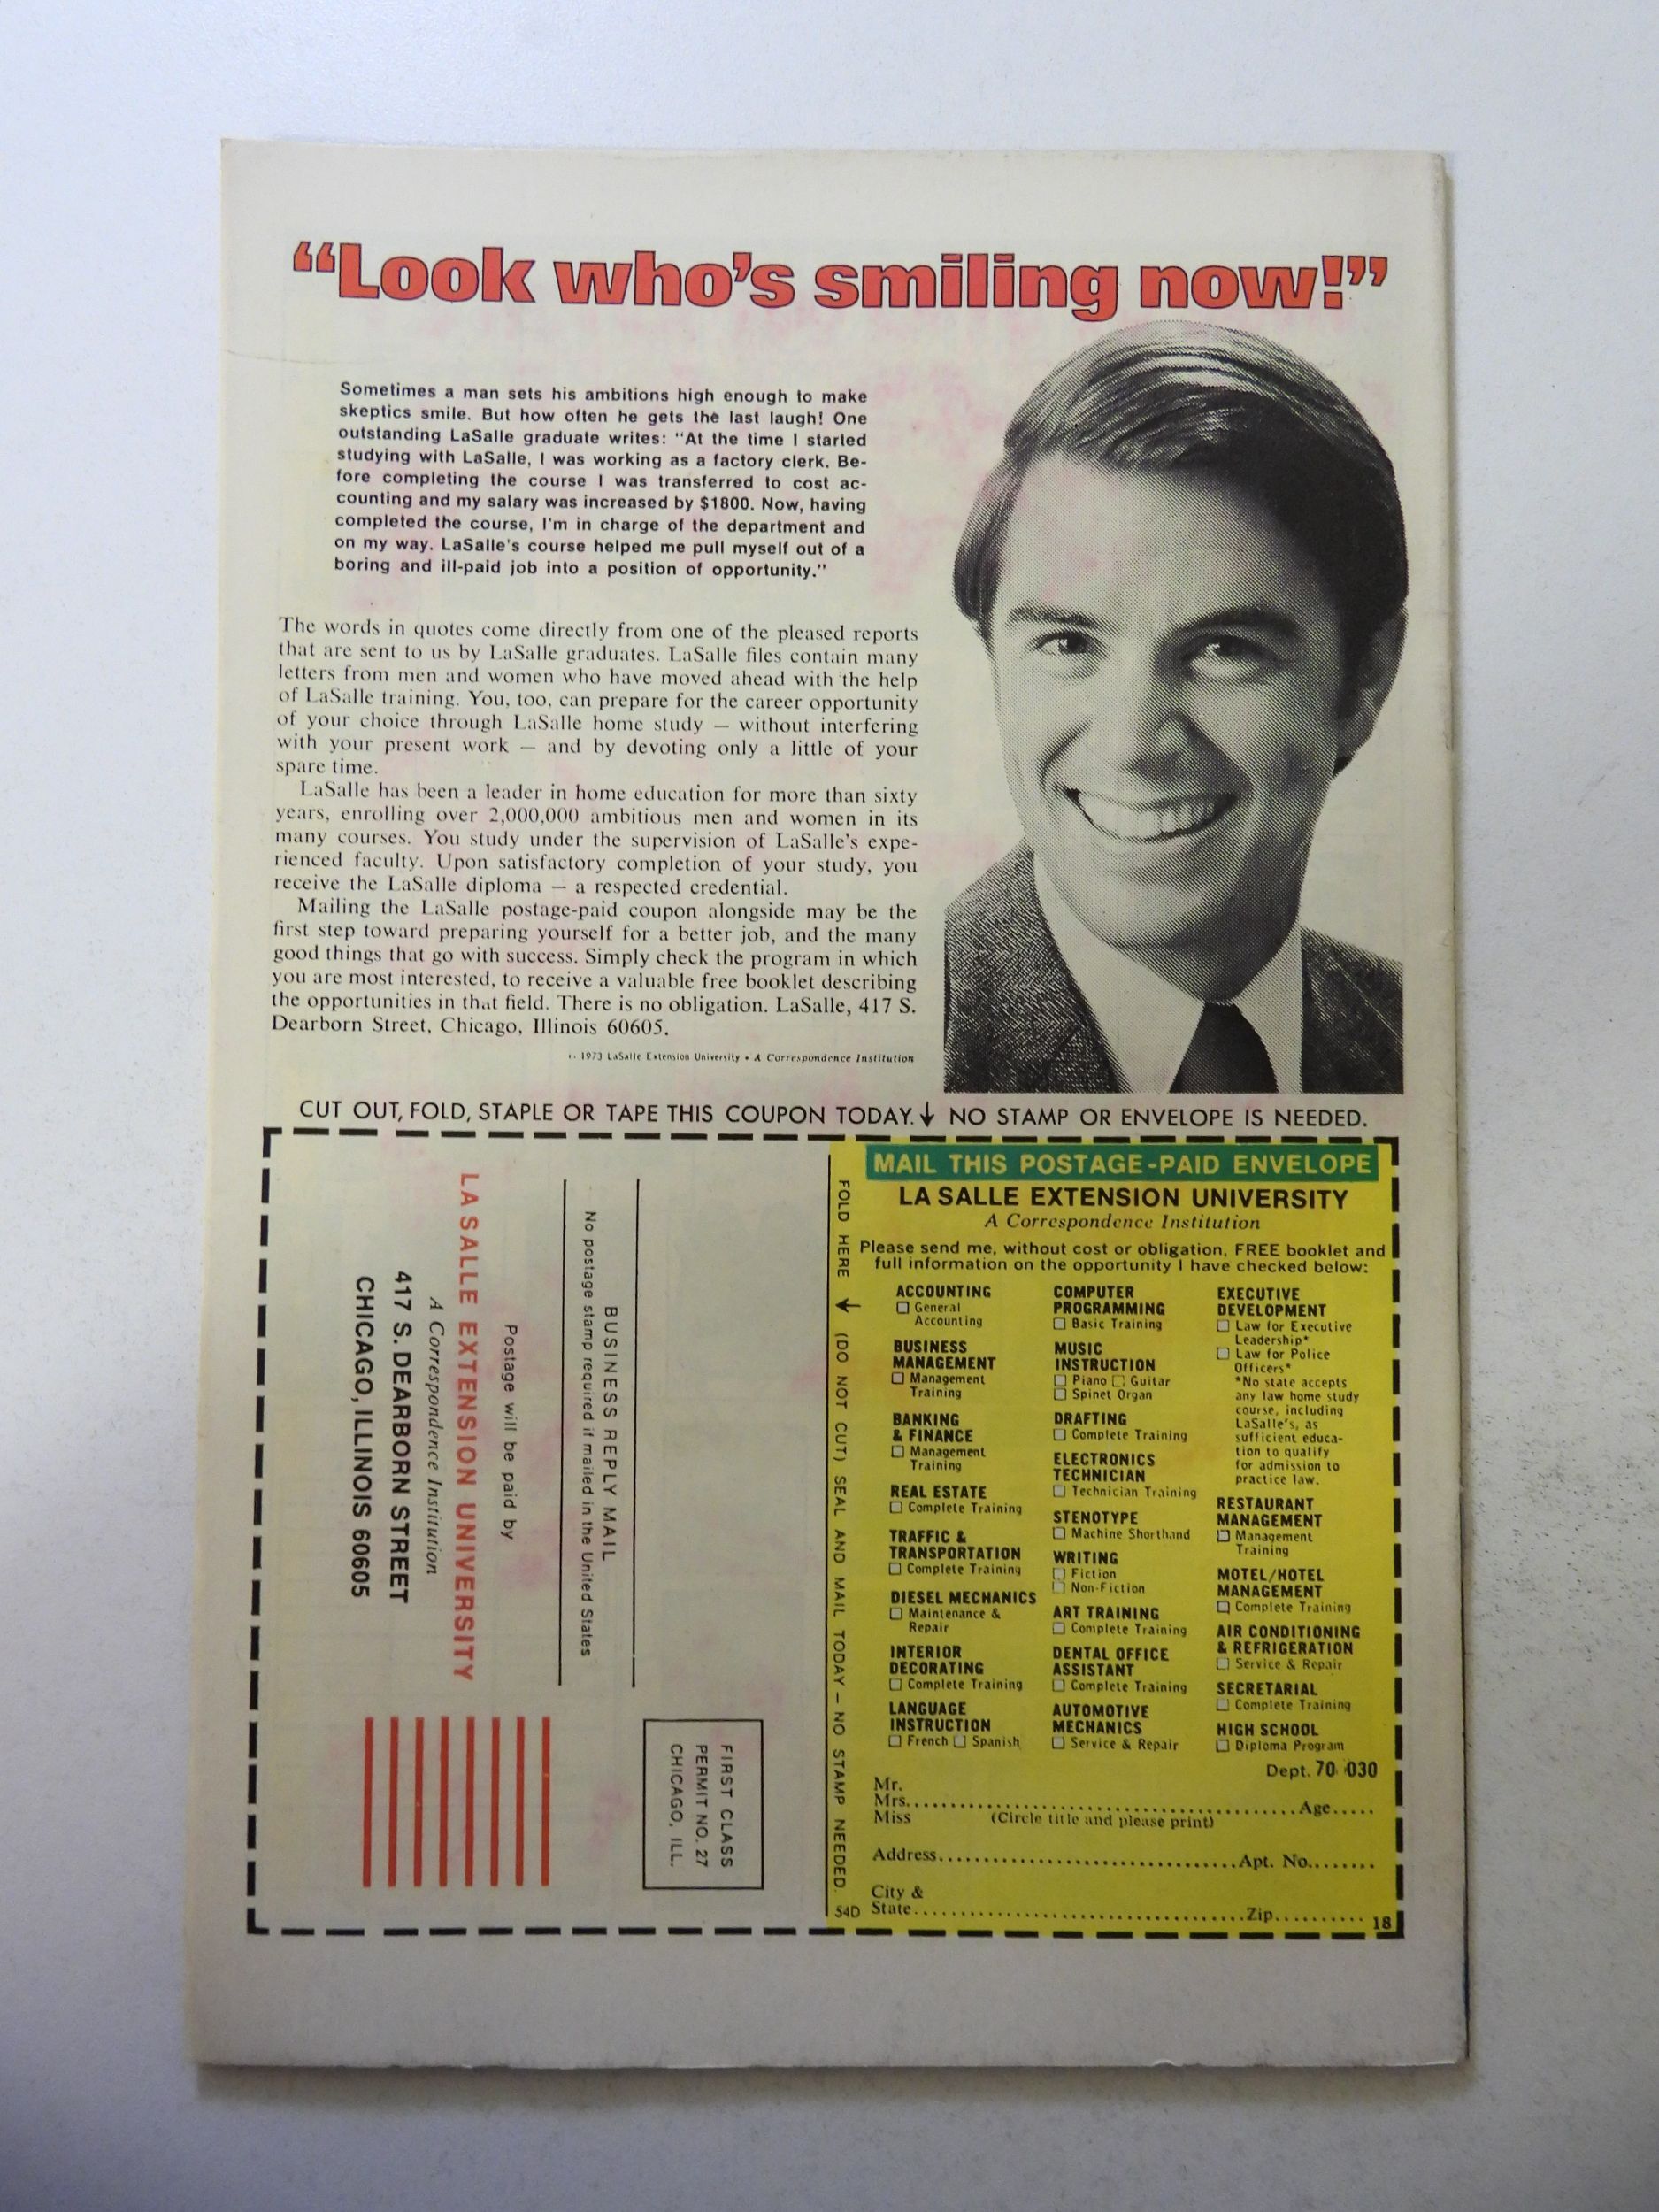 “Look who’s smiling now!”
Sometimes a man sets his ambitions high enough to make
skeptics smile. But how often he gets the last laugh! One
outstanding LaSalle graduate writes: “At the time I started
studying with LaSalle, I was working as a factory clerk. Be-
fore completing the course I was transferred to cost ac-
counting and my salary was increased by $1800. Now, having
completed the course, I’m in charge of the department and
on my way. LaSalle’s course helped me pull myself out of a
boring and ill-paid job into a position of opportunity.”
The words in quotes come directly from one of the pleased reports
that are sent to us by LaSalle graduates. LaSalle files contain many
letters from men and women who have moved ahead with the help
of LaSalle training. You, too, can prepare for the career opportunity
of your choice through LaSalle home study — without interfering
with your present work — and by devoting only a little of your
spare time.
LaSalle has been a leader in home education for more than sixty
years, enrolling over 2,000,000 ambitious men and women in its
many courses. You study under the supervision of LaSalle’s expe-
rienced faculty. Upon satisfactory completion of your study, you
receive the LaSalle diploma — a respected credential.
Mailing the LaSalle postage-paid coupon alongside may be the
first step toward preparing yourself for a better job, and the many
good things that go with success. Simply check the program in which
you are most interested, to receive a valuable free booklet describing
the opportunities in that field. There is no obligation. LaSalle, 417 S.
Dearborn Street, Chicago, Illinois 60605.
1973 LaSalle Extension University • A Correspondence Institution
CUT OUT, FOLD, STAPLE OR TAPE THIS COUPON TODAY. NO STAMP OR ENVELOPE IS NEEDED.
BUSINESS REPLY MAIL
No postage stamp required if mailed in the United States
Postage will be paid by
LA SALLE EXTENSION UNIVERSITY
A Correspondence Institution
417 S. DEARBORN STREET
CHICAGO, ILLINOIS 60605
FIRST CLASS
PERMIT NO. 27
CHICAGO, ILL.
FOLD HERE (DO NOT CUT) SEAL AND MAIL TODAY — NO STAMP NEEDED.
S4D
MAIL THIS POSTAGE-PAID ENVELOPE
LA SALLE EXTENSION UNIVERSITY
A Correspondence Institution
Please send me, without cost or obligation, FREE booklet and
full information on the opportunity I have checked below:
ACCOUNTING
General
Accounting
BUSINESS
MANAGEMENT
Management
Training
BANKING
& FINANCE
Management
Training
REAL ESTATE
Complete Training
TRAFFIC &
TRANSPORTATION
Complete Training
DIESEL MECHANICS
Maintenance &
Repair
INTERIOR
DECORATING
Complete Training
LANGUAGE
INSTRUCTION
French Spanish
COMPUTER
PROGRAMMING
Basic Training
MUSIC
INSTRUCTION
Piano Guitar
Spinet Organ
DRAFTING
Complete Training
ELECTRONICS
TECHNICIAN
Technician Training
STENOTYPE
Machine Shorthand
WRITING
Fiction
Non-Fiction
ART TRAINING
Complete Training
DENTAL OFFICE
ASSISTANT
Complete Training
AUTOMOTIVE
MECHANICS
Service & Repair
EXECUTIVE
DEVELOPMENT
Law for Executive
Leadership*
Law for Police
Officers*
*No state accepts
any law home study
course, including
LaSalle’s, as
sufficient educa-
tion to qualify
for admission to
practice law.
RESTAURANT
MANAGEMENT
Management
Training
MOTEL/HOTEL
MANAGEMENT
Complete Training
AIR CONDITIONING
& REFRIGERATION
Service & Repair
SECRETARIAL
Complete Training
HIGH SCHOOL
Diploma Program
Dept. 70 030
Mr.
Mrs. Age
Miss (Circle title and please print)
Address Apt. No.
City &
State Zip
18